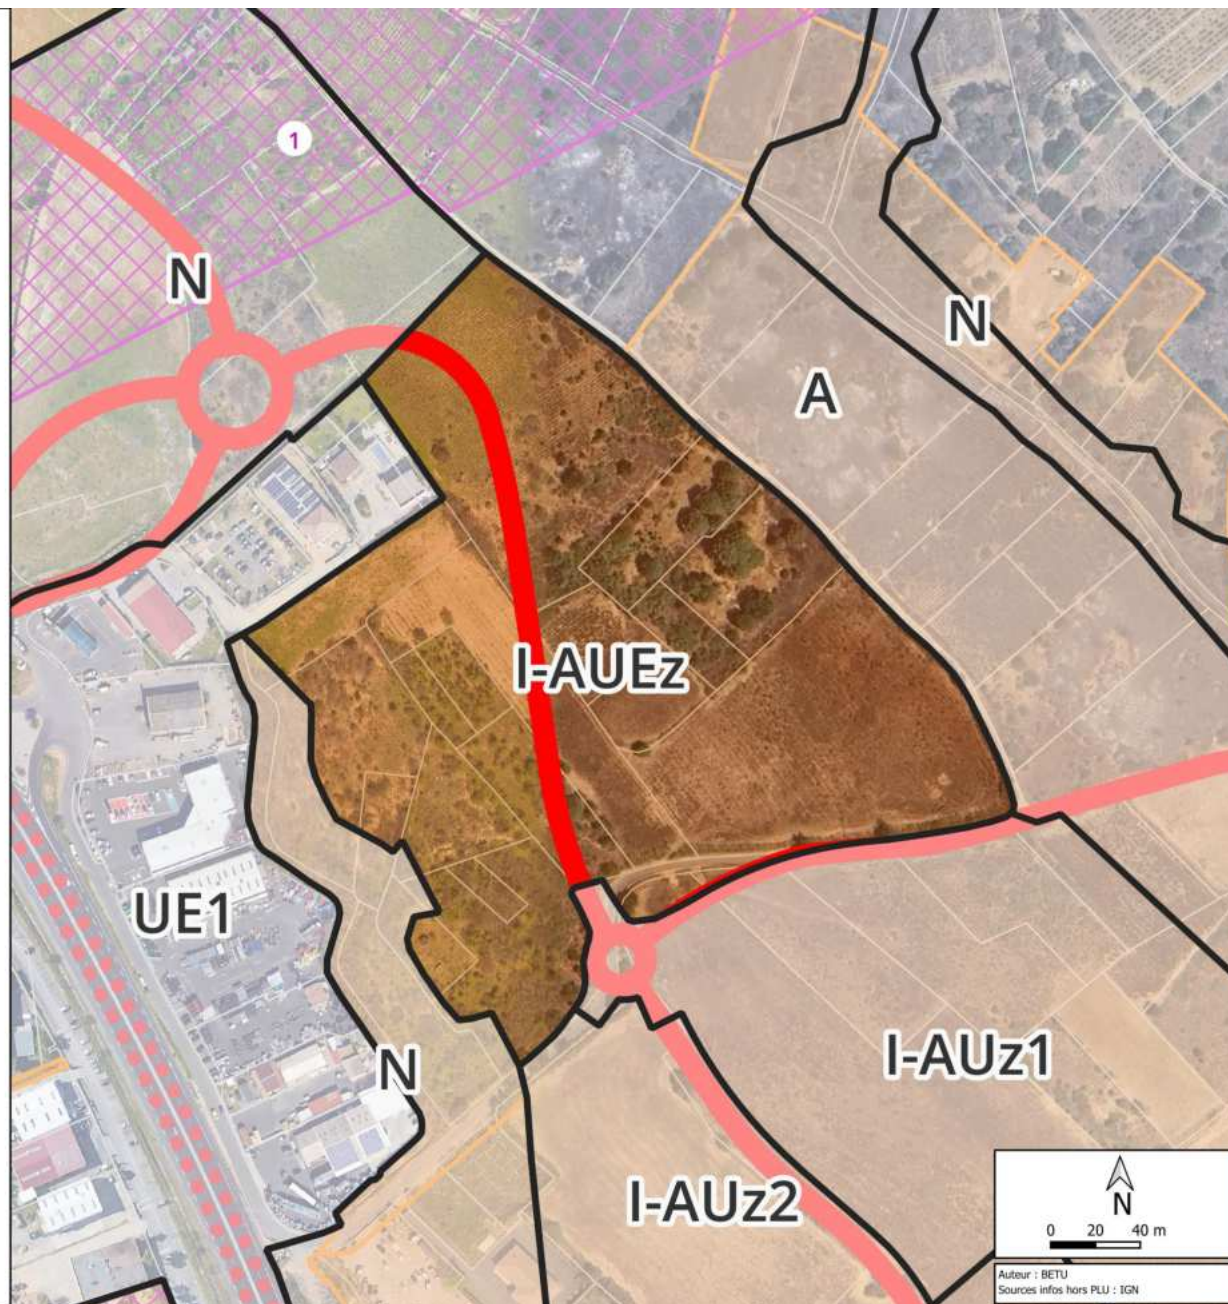 1
N
N
A
I-AUEz
UE1
N
I-AUz1
I-AUz2
N
0 20 40 m
Auteur : BETU
Sources infos hors PLU : IGN